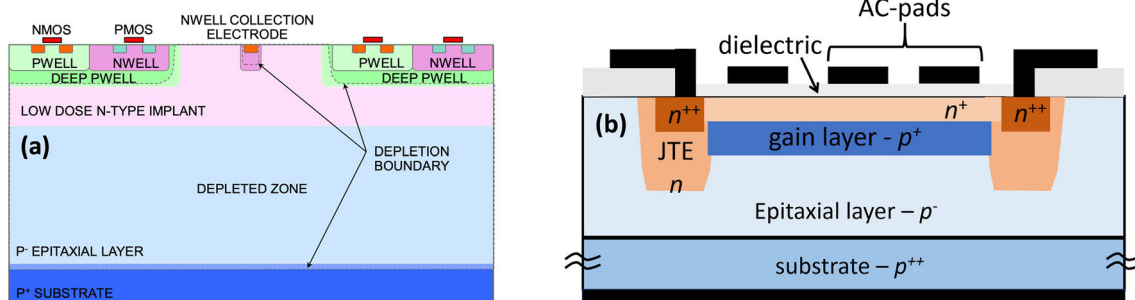 NMOS
PMOS
NWELL COLLECTION
ELECTRODE
PWELL
NWELL
PWELL
NWELL
DEEP PWELL
DEEP PWELL
LOW DOSE N-TYPE IMPLANT
(a)
DEPLETION
BOUNDARY
DEPLETED ZONE
P- EPITAXIAL LAYER
P+ SUBSTRATE
AC-pads
dielectric
n++
n+
n++
(b)
gain layer - p+
JTE
n
Epitaxial layer – p-
substrate – p++